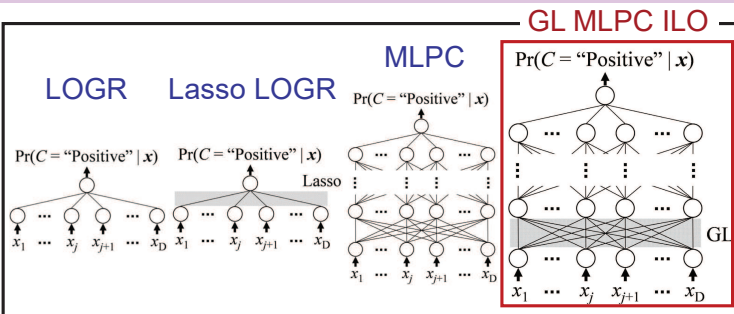 GL MLPC ILO
MLPC
LOGR
Lasso LOGR
Pr(C = “Positive” | x)
Pr(C = “Positive” | x)
Pr(C = “Positive” | x)
Pr(C = “Positive” | x)
Lasso
GL
x1 ... xj xj+1 ... xD
x1 ... xj xj+1 ... xD
x1 ... xj xj+1 ... xD
x1 ... xj xj+1 ... xD